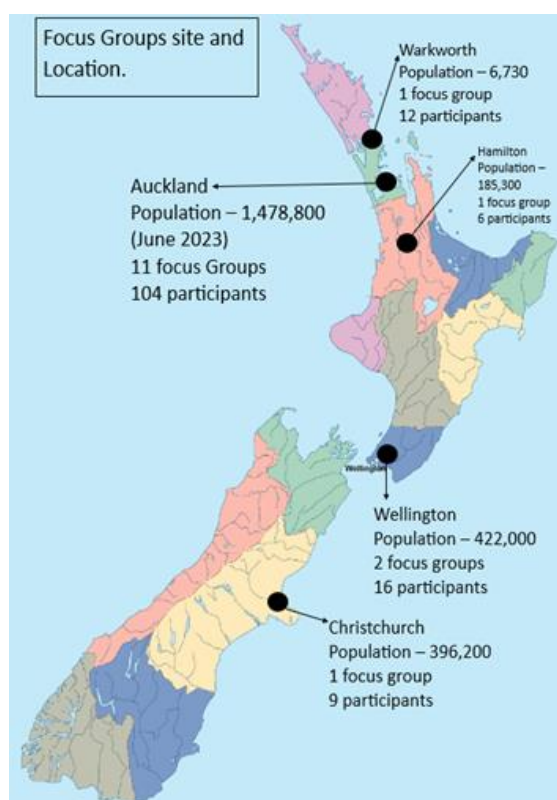 Focus Groups site and
Location.
Warkworth
Population – 6,730
1 focus group
12 participants
Hamilton
Population –
185,300
1 focus group
6 participants
Auckland
Population – 1,478,800
(June 2023)
11 focus Groups
104 participants
Wellington
Wellington
Population – 422,000
2 focus groups
16 participants
Christchurch
Population – 396,200
1 focus group
9 participants